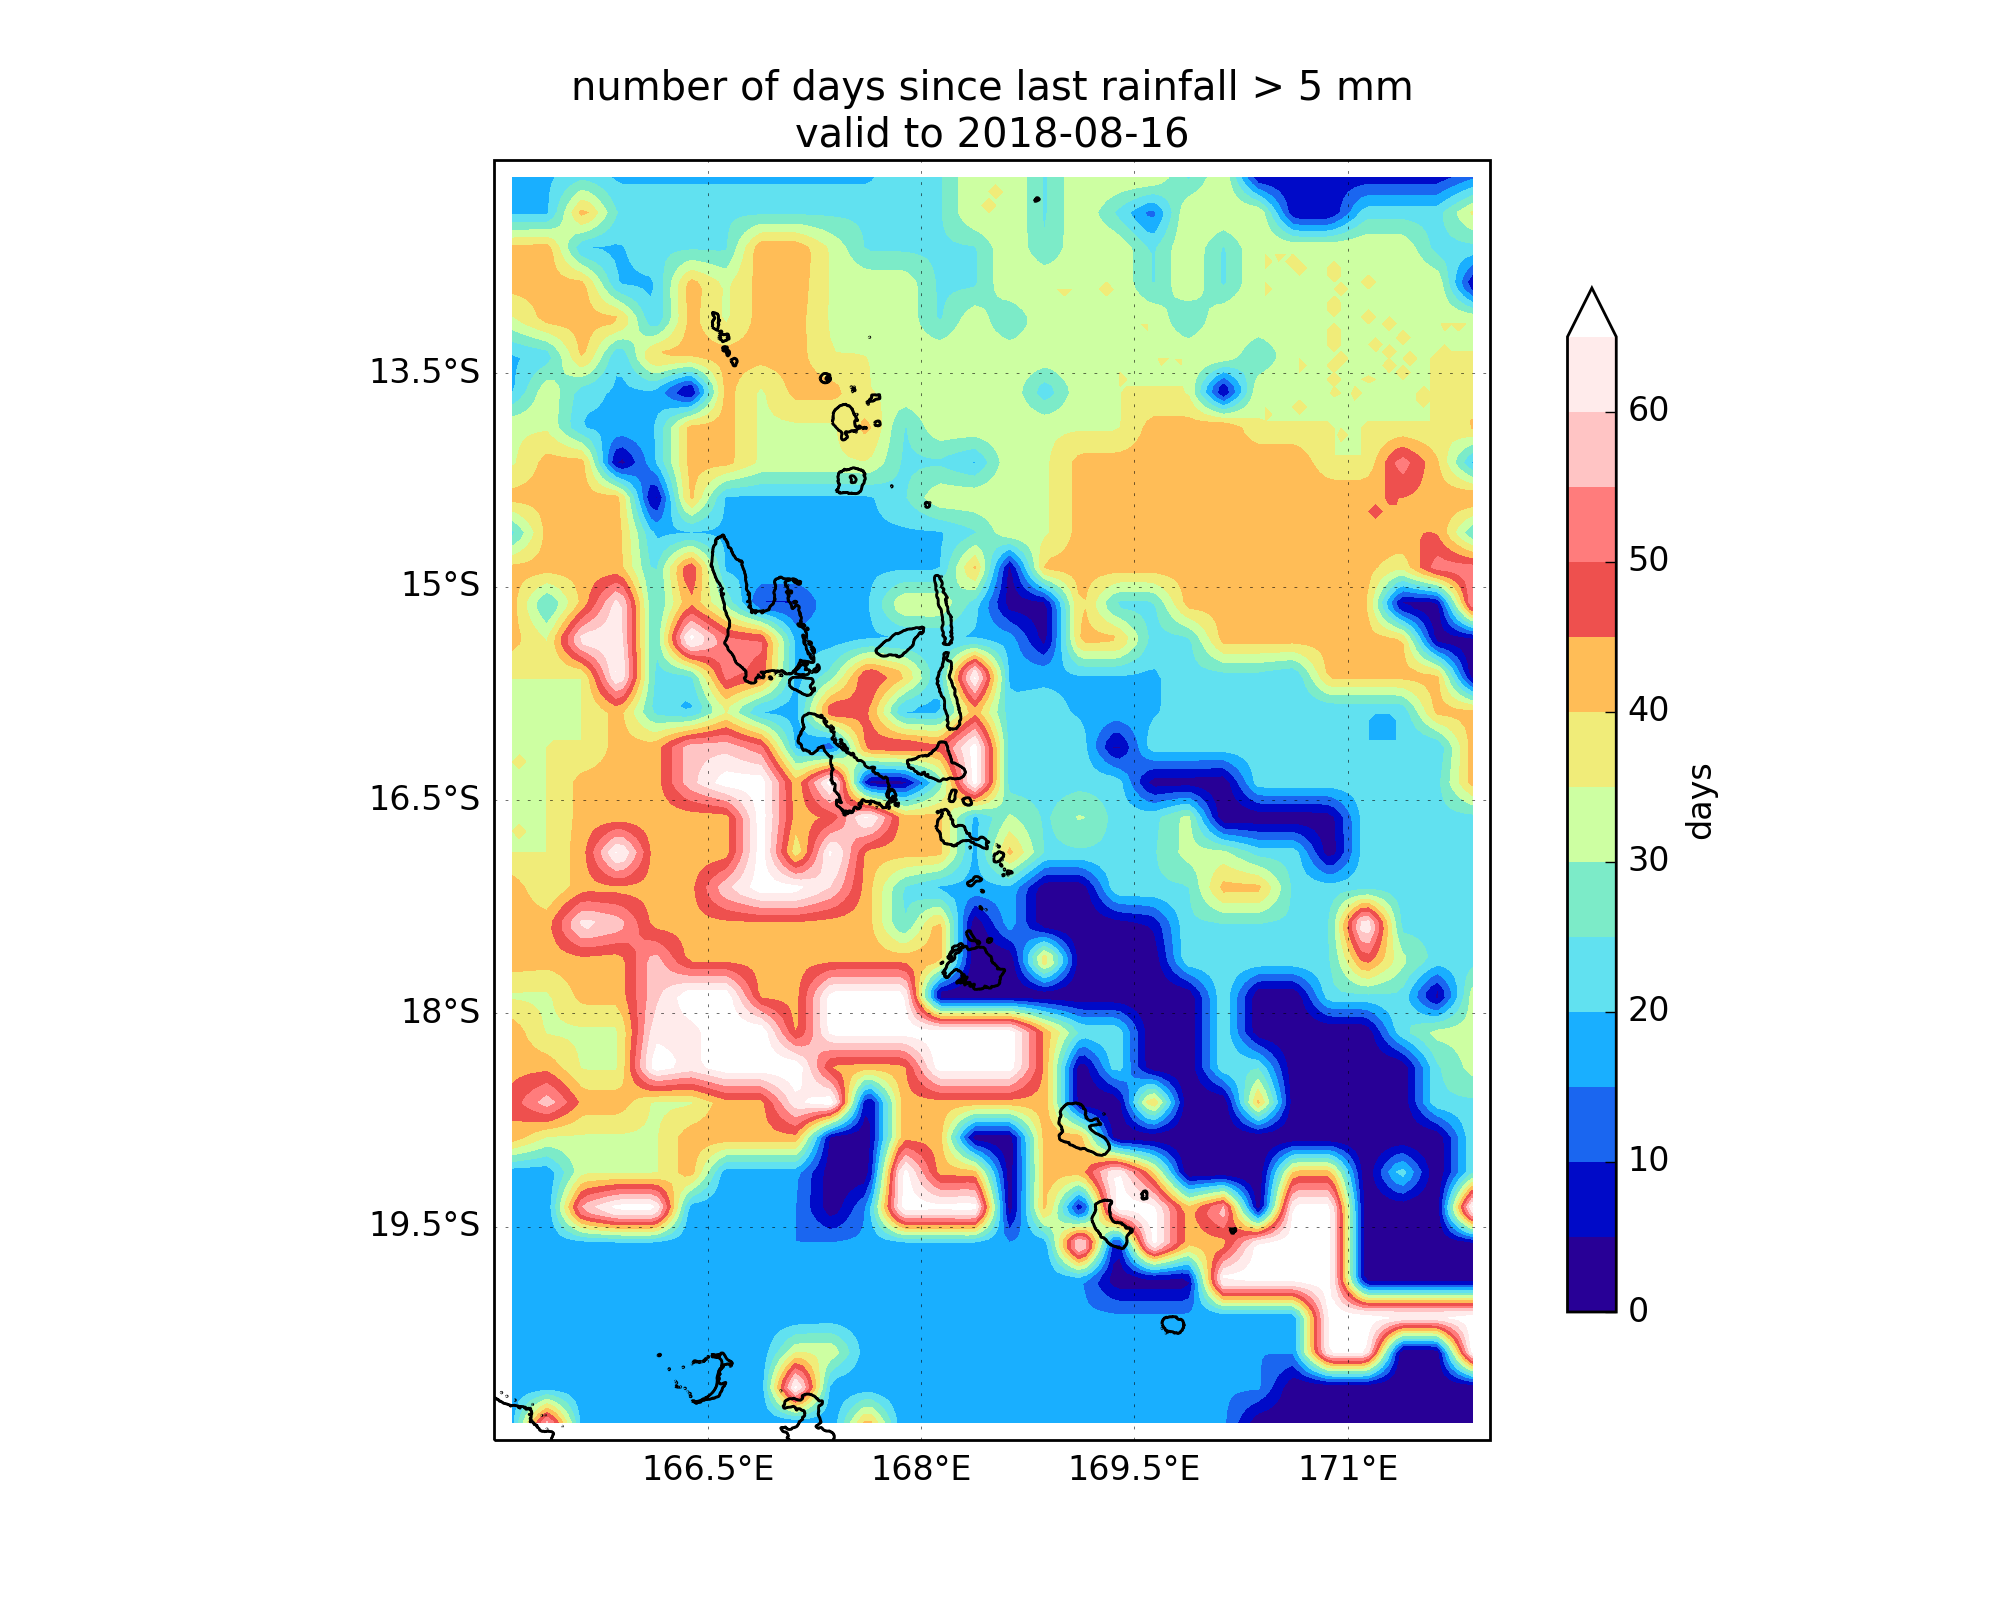 number of days since last rainfall > 5 mm
valid to 2018-08-16
13.5°S
15°S
16.5°S
18°S
19.5°S
166.5°E
168°E
169.5°E
171°E
60
50
40
30
20
10
0
days